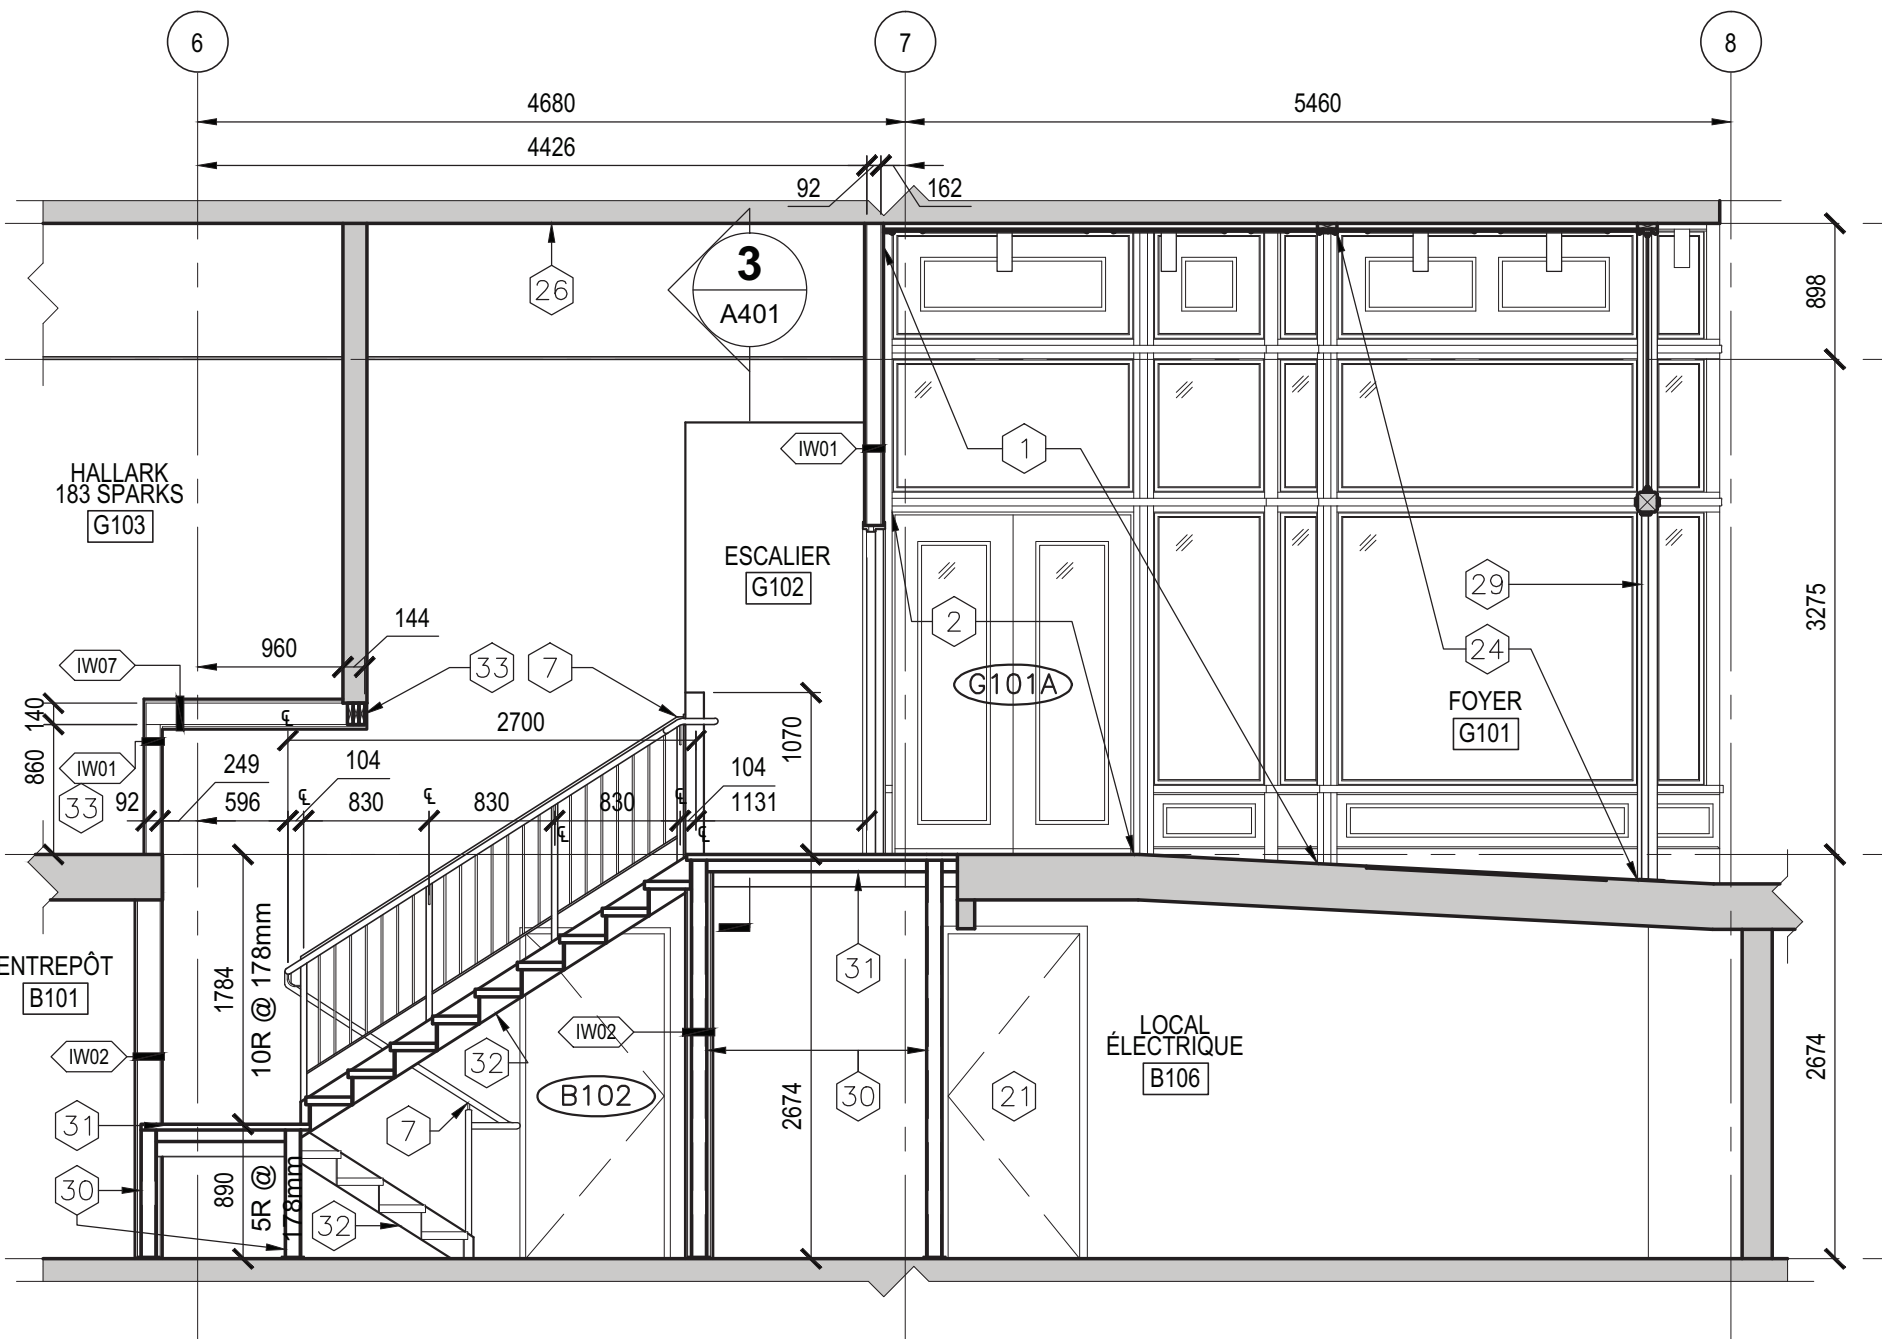 6
7
8
4680
5460
4426
92
162
3
A401
26
898
1
IW01
HALLARK
183 SPARKS
G103
ESCALIER
G102
2
29
24
3275
144
960
IW07
33
7
G101A
FOYER
G101
140
℄
2700
1070
860
IW01
249
104
℄
℄
℄
104
33
92
596
830
830
830
1131
℄
℄
ENTREPÔT
B101
1784
10R @ 178mm
31
IW02
IW02
32
LOCAL
ÉLECTRIQUE
B106
2674
2674
B102
30
21
31
7
30
890
5R @
178mm
32